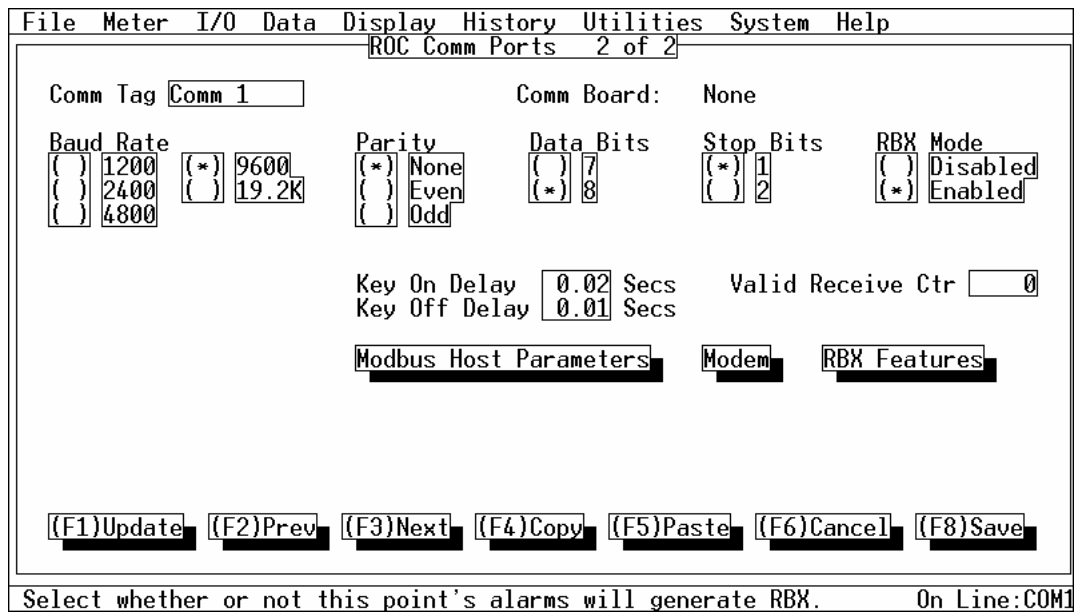 File Meter I/O Data Display History Utilities System Help
ROC Comm Ports 2 of 2
Comm Tag Comm 1 Comm Board: None
Baud Rate Parity Data Bits Stop Bits RBX Mode
( ) 1200 (*) 9600 (*) None ( ) 7 (*) 1 ( ) Disabled
( ) 2400 ( ) 19.2K ( ) Even (*) 8 ( ) 2 (*) Enabled
( ) 4800 ( ) Odd
Key On Delay 0.02 Secs Valid Receive Ctr 0
Key Off Delay 0.01 Secs
Modbus Host Parameters Modem RBX Features
(F1)Update (F2)Prev (F3)Next (F4)Copy (F5)Paste (F6)Cancel (F8)Save
Select whether or not this point's alarms will generate RBX. On Line:COM1